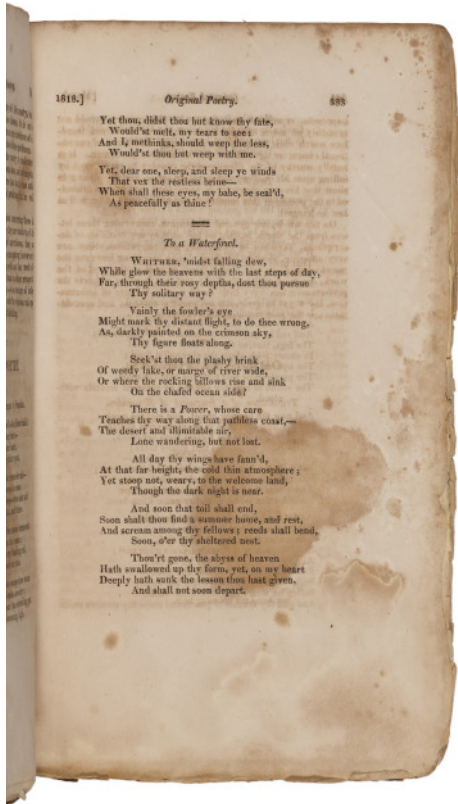 1818.] Original Poetry. 383
Yet thou, didst thou but know thy fate,
Would'st melt, my tears to see;
And I, methinks, should weep the less,
Would'st thou but weep with me.
Yet, dear one, sleep, and sleep ye winds
That vex the restless brine—
When shall these eyes, my babe, be seal'd,
As peacefully as thine!
To a Waterfowl.
WHITHER, 'midst falling dew,
While glow the heavens with the last steps of day,
Far, through their rosy depths, dost thou pursue
Thy solitary way?
Vainly the fowler's eye
Might mark thy distant flight, to do thee wrong,
As, darkly painted on the crimson sky,
Thy figure floats along.
Seek'st thou the plashy brink
Of weedy lake, or marge of river wide,
Or where the rocking billows rise and sink
On the chafed ocean side?
There is a Power, whose care
Teaches thy way along that pathless coast,—
The desert and illimitable air,
Lone wandering, but not lost.
All day thy wings have fann'd,
At that far height, the cold thin atmosphere;
Yet stoop not, weary, to the welcome land,
Though the dark night is near.
And soon that toil shall end,
Soon shalt thou find a summer home, and rest,
And scream among thy fellows; reeds shall bend,
Soon, o'er thy sheltered nest.
Thou'rt gone, the abyss of heaven
Hath swallowed up thy form, yet, on my heart
Deeply hath sunk the lesson thou hast given,
And shall not soon depart.